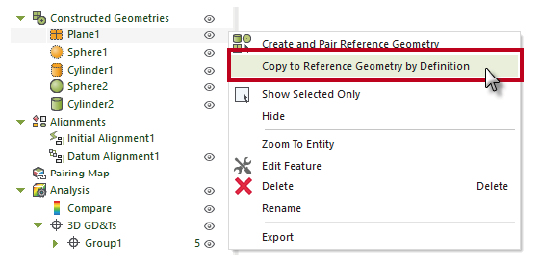 Constructed Geometries
Plane1
Sphere1
Cylinder1
Sphere2
Cylinder2
Alignments
Initial Alignment1
Datum Alignment1
Pairing Map
Analysis
Compare
3D GD&Ts
Group1 5
Create and Pair Reference Geometry
Copy to Reference Geometry by Definition
Show Selected Only
Hide
Zoom To Entity
Edit Feature
Delete Delete
Rename
Export